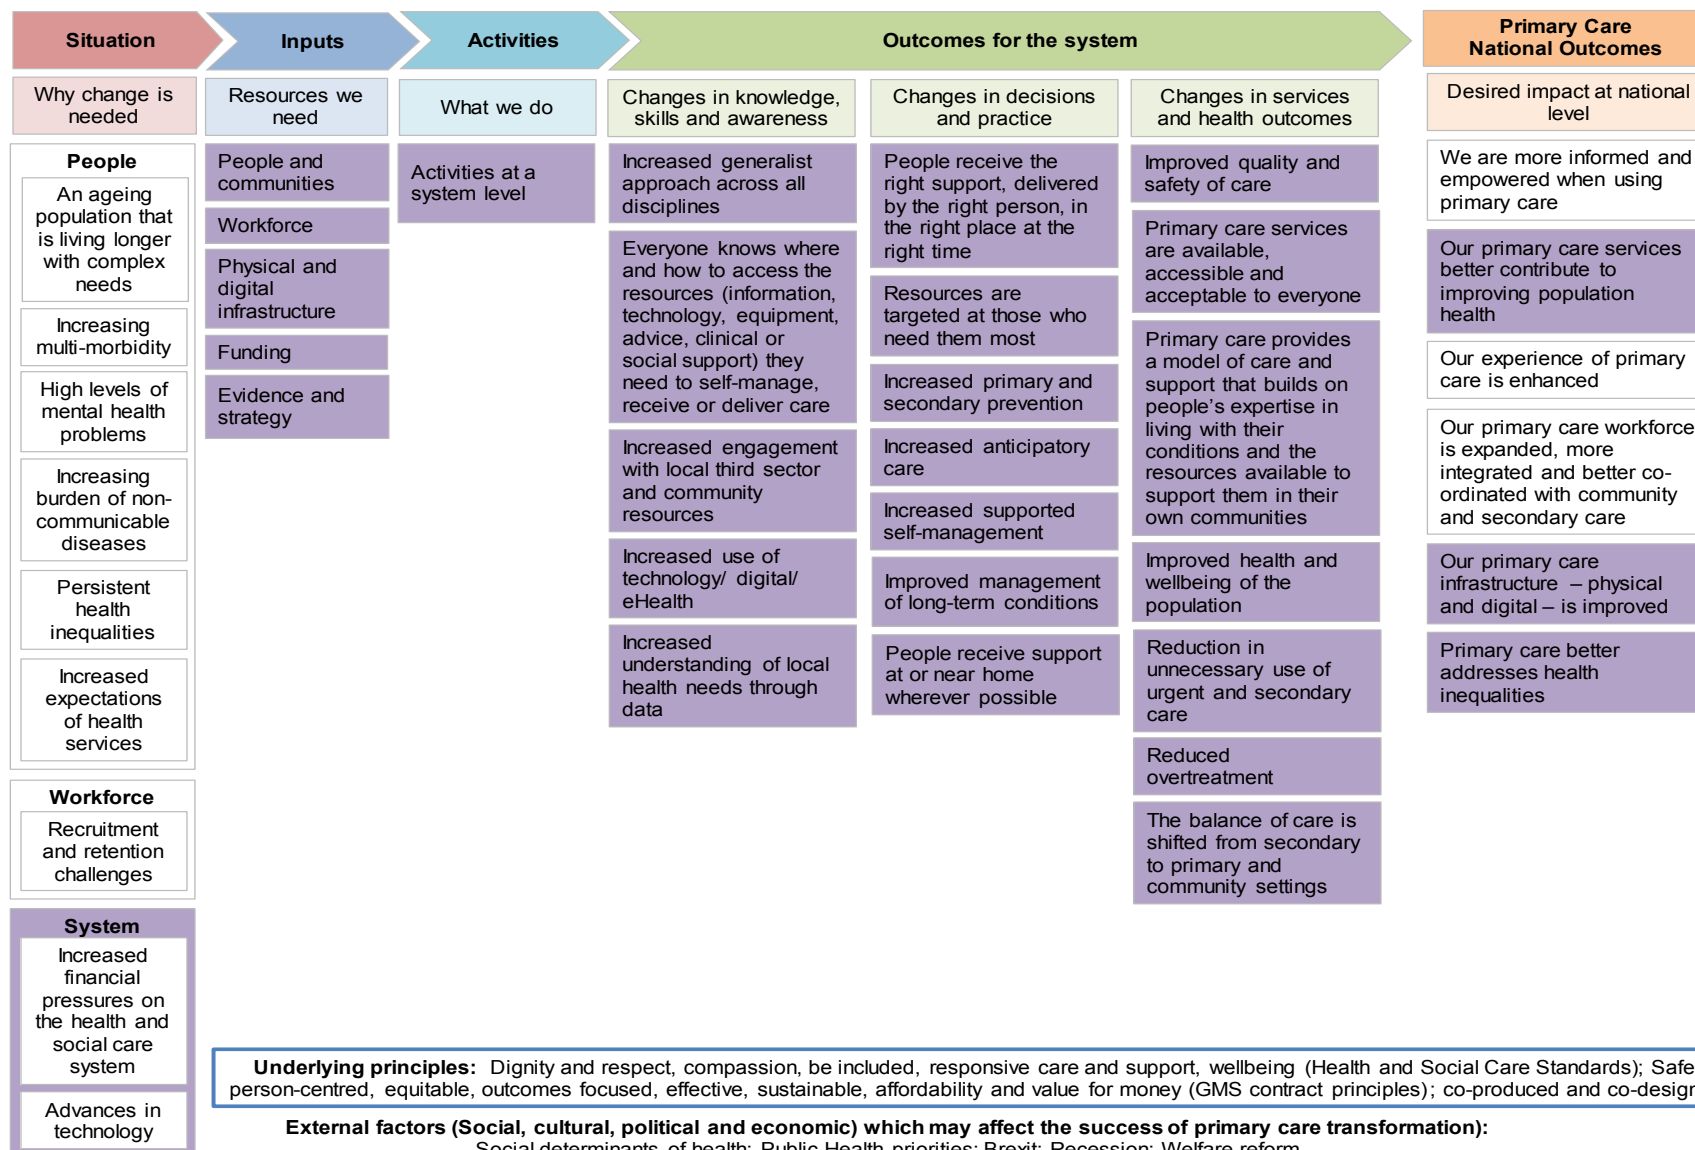 Situation
Inputs
Activities
Outcomes for the system
Primary Care
National Outcomes
Why change is
needed
Resources we
need
What we do
Changes in knowledge,
skills and awareness
Changes in decisions
and practice
Changes in services
and health outcomes
Desired impact at national
level
People
An ageing
population that
is living longer
with complex
needs
Increasing
multi-morbidity
High levels of
mental health
problems
Increasing
burden of non-
communicable
diseases
Persistent
health
inequalities
Increased
expectations
of health
services
Workforce
Recruitment
and retention
challenges
System
Increased
financial
pressures on
the health and
social care
system
Advances in
technology
People and
communities
Workforce
Physical and
digital
infrastructure
Funding
Evidence and
strategy
Activities at a
system level
Increased generalist
approach across all
disciplines
Everyone knows where
and how to access the
resources (information,
technology, equipment,
advice, clinical or
social support) they
need to self-manage,
receive or deliver care
Increased engagement
with local third sector
and community
resources
Increased use of
technology/ digital/
eHealth
Increased
understanding of local
health needs through
data
People receive the
right support, delivered
by the right person, in
the right place at the
right time
Resources are
targeted at those who
need them most
Increased primary and
secondary prevention
Increased anticipatory
care
Increased supported
self-management
Improved management
of long-term conditions
People receive support
at or near home
wherever possible
Improved quality and
safety of care
Primary care services
are available,
accessible and
acceptable to everyone
Primary care provides
a model of care and
support that builds on
people's expertise in
living with their
conditions and the
resources available to
support them in their
own communities
Improved health and
wellbeing of the
population
Reduction in
unnecessary use of
urgent and secondary
care
Reduced
overtreatment
The balance of care is
shifted from secondary
to primary and
community settings
We are more informed and
empowered when using
primary care
Our primary care services
better contribute to
improving population
health
Our experience of primary
care is enhanced
Our primary care workforce
is expanded, more
integrated and better co-
ordinated with community
and secondary care
Our primary care
infrastructure – physical
and digital – is improved
Primary care better
addresses health
inequalities
Underlying principles: Dignity and respect, compassion, be included, responsive care and support, wellbeing (Health and Social Care Standards); Safe
person-centred, equitable, outcomes focused, effective, sustainable, affordability and value for money (GMS contract principles); co-produced and co-design
External factors (Social, cultural, political and economic) which may affect the success of primary care transformation):
Social determinants of health; Public Health priorities; Brexit; Recession; Welfare reform